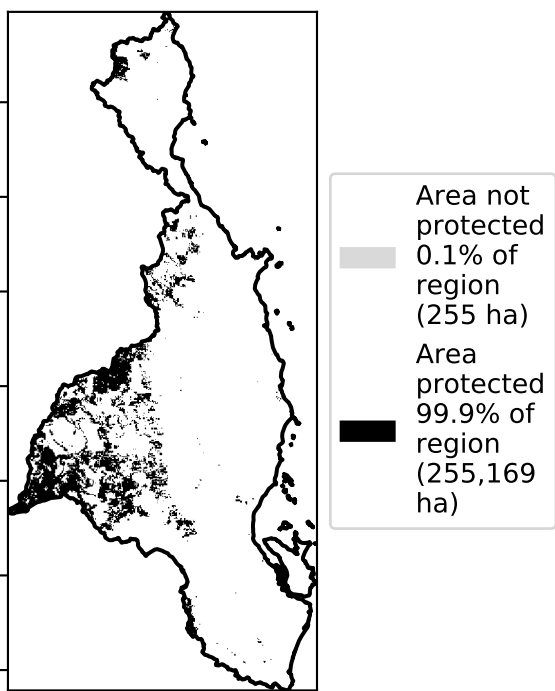 Area not
protected
0.1% of
region
(255 ha)
Area
protected
99.9% of
region
(255,169
ha)